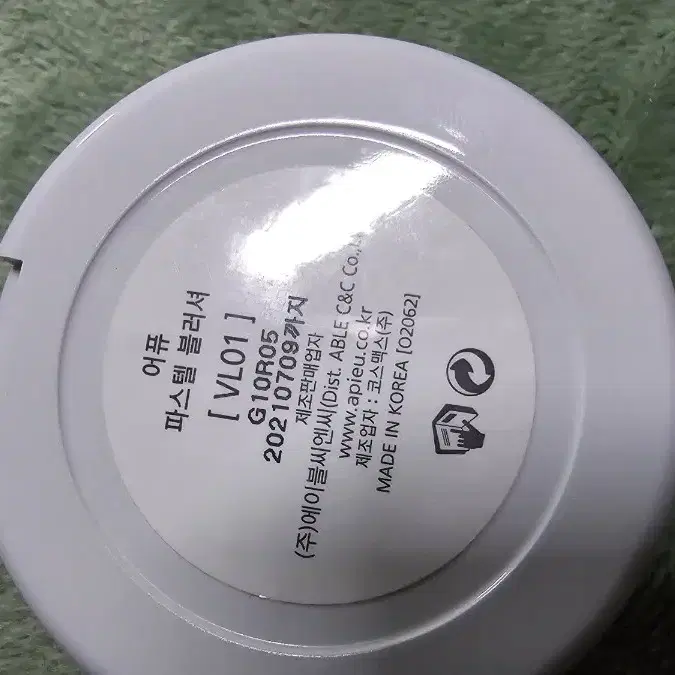 어퓨
파스텔 블러셔
[ VL01 ]
G10R05
20210709까지
제조판매업자
(주)에이블씨엔씨(Dist. ABLE C&C Co.,
www.apieu.co.kr
제조업자 : 코스맥스(주)
MADE IN KOREA [O2062]